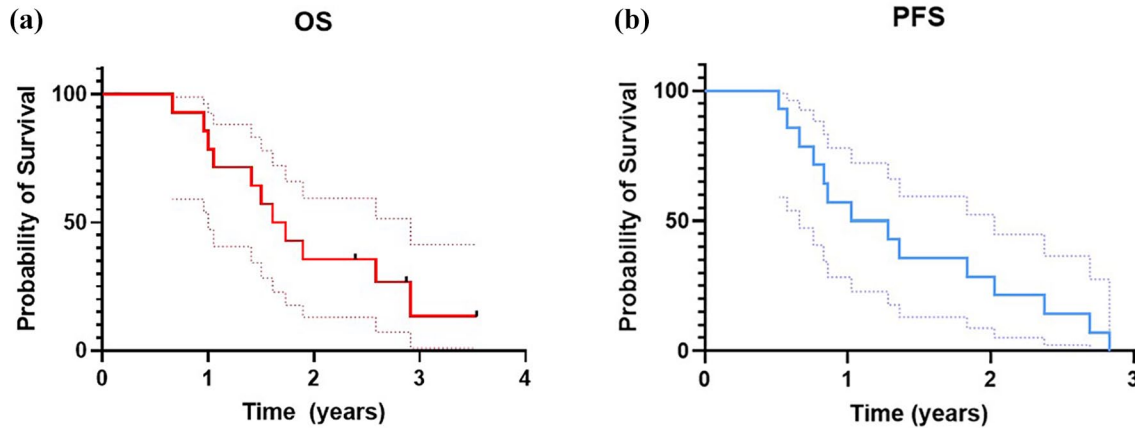 (a)
OS
Probability of Survival
100
50
0
0 1 2 3 4
Time (years)
(b)
PFS
Probability of Survival
100
50
0
0 1 2 3
Time (years)